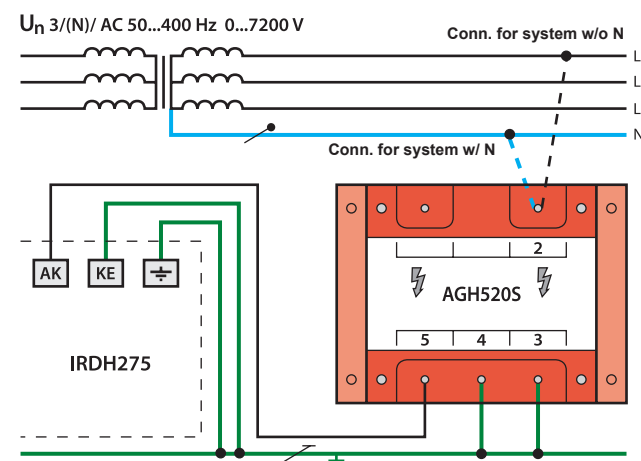 Un 3/(N)/ AC 50...400 Hz 0...7200 V
Conn. for system w/o N
L
L
L
N
Conn. for system w/ N
2
AK
KE
AGH520S
5 4 3
IRDH275